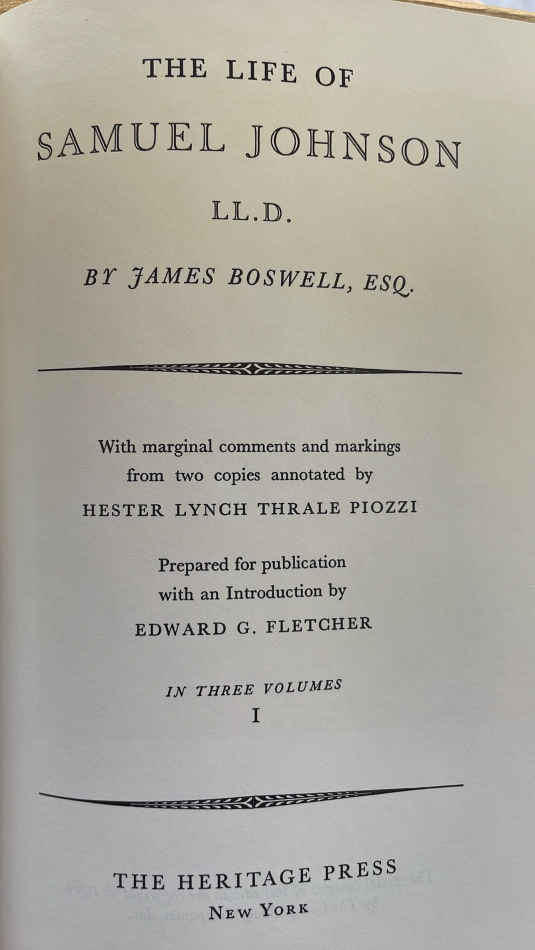 THE LIFE OF
SAMUEL JOHNSON
LL.D.
BY JAMES BOSWELL, ESQ.
With marginal comments and markings
from two copies annotated by
HESTER LYNCH THRALE PIOZZI
Prepared for publication
with an Introduction by
EDWARD G. FLETCHER
IN THREE VOLUMES
I
THE HERITAGE PRESS
NEW YORK